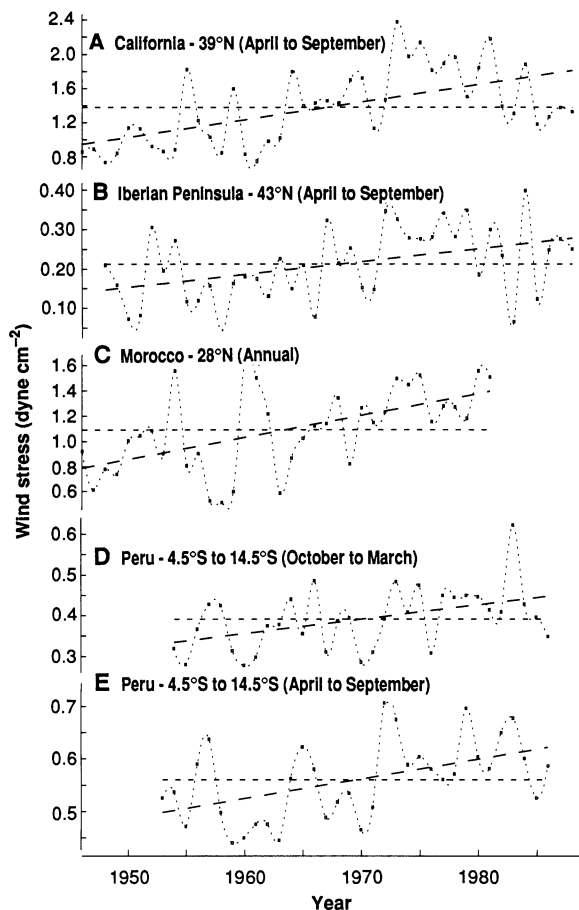 2.4
A California - 39°N (April to September)
2.0
1.6
1.2
0.8
0.40
B Iberian Peninsula - 43°N (April to September)
0.30
0.20
0.10
C Morocco - 28°N (Annual)
1.6
1.4
1.2
1.0
0.8
0.6
Wind stress (dyne cm⁻²)
0.6
D Peru - 4.5°S to 14.5°S (October to March)
0.5
0.4
0.3
E Peru - 4.5°S to 14.5°S (April to September)
0.7
0.6
0.5
1950 1960 1970 1980
Year